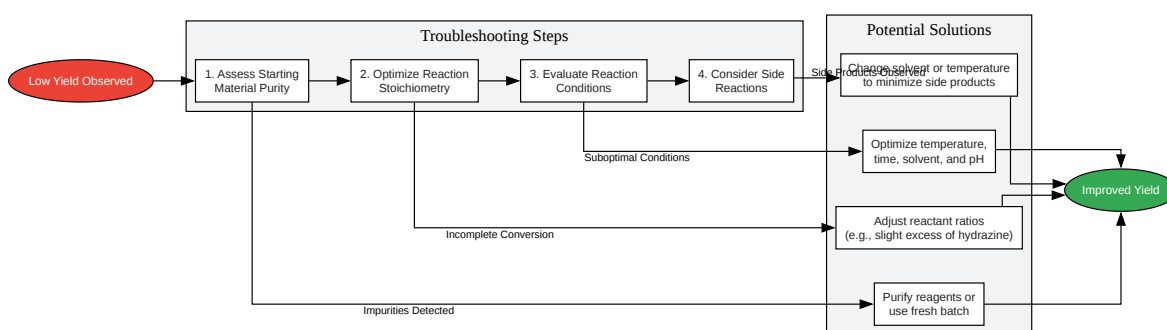 Troubleshooting Steps
Potential Solutions
Low Yield Observed
1. Assess Starting
Material Purity
2. Optimize Reaction
Stoichiometry
3. Evaluate Reaction
Conditions
4. Consider Side
Reactions
Side Products Observed
Change solvent or temperature
to minimize side products
Suboptimal Conditions
Optimize temperature,
time, solvent, and pH
Improved Yield
Incomplete Conversion
Adjust reactant ratios
(e.g., slight excess of hydrazine)
Impurities Detected
Purify reagents or
use fresh batch